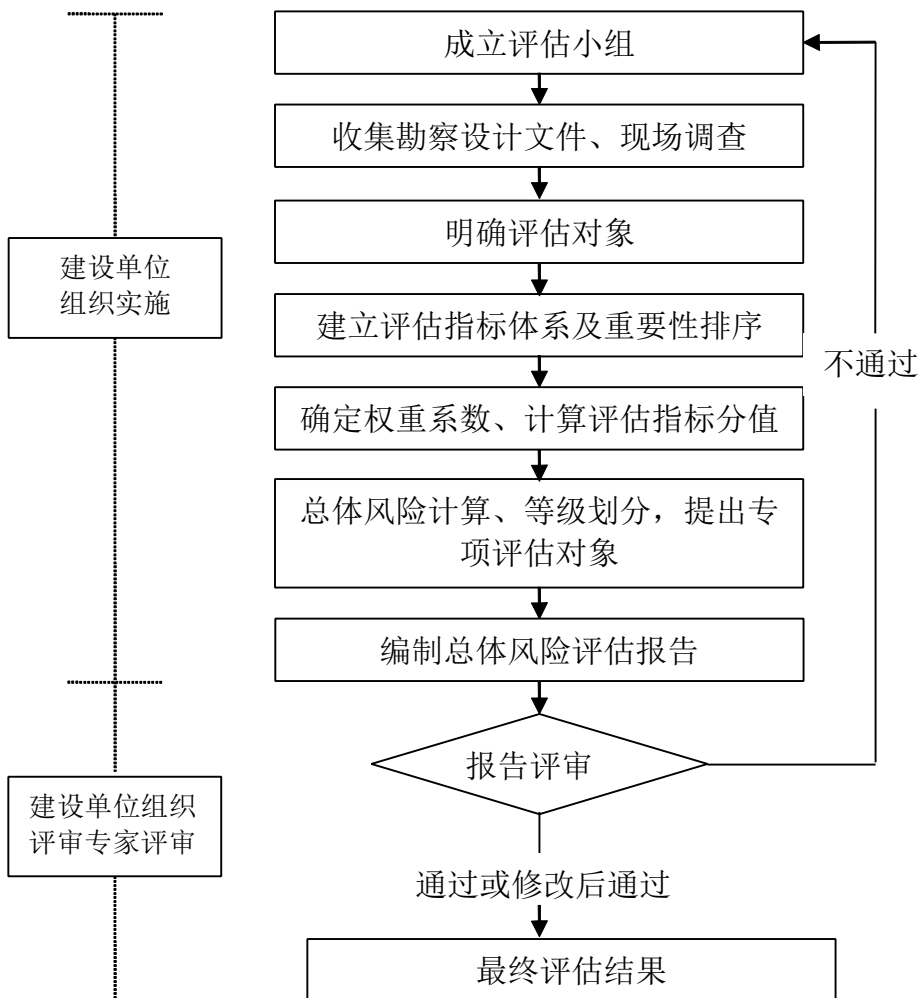 成立评估小组
收集勘察设计文件、现场调查
明确评估对象
建设单位
组织实施
建立评估指标体系及重要性排序
不通过
确定权重系数、计算评估指标分值
总体风险计算、等级划分，提出专
项评估对象
编制总体风险评估报告
报告评审
建设单位组织
评审专家评审
通过或修改后通过
最终评估结果